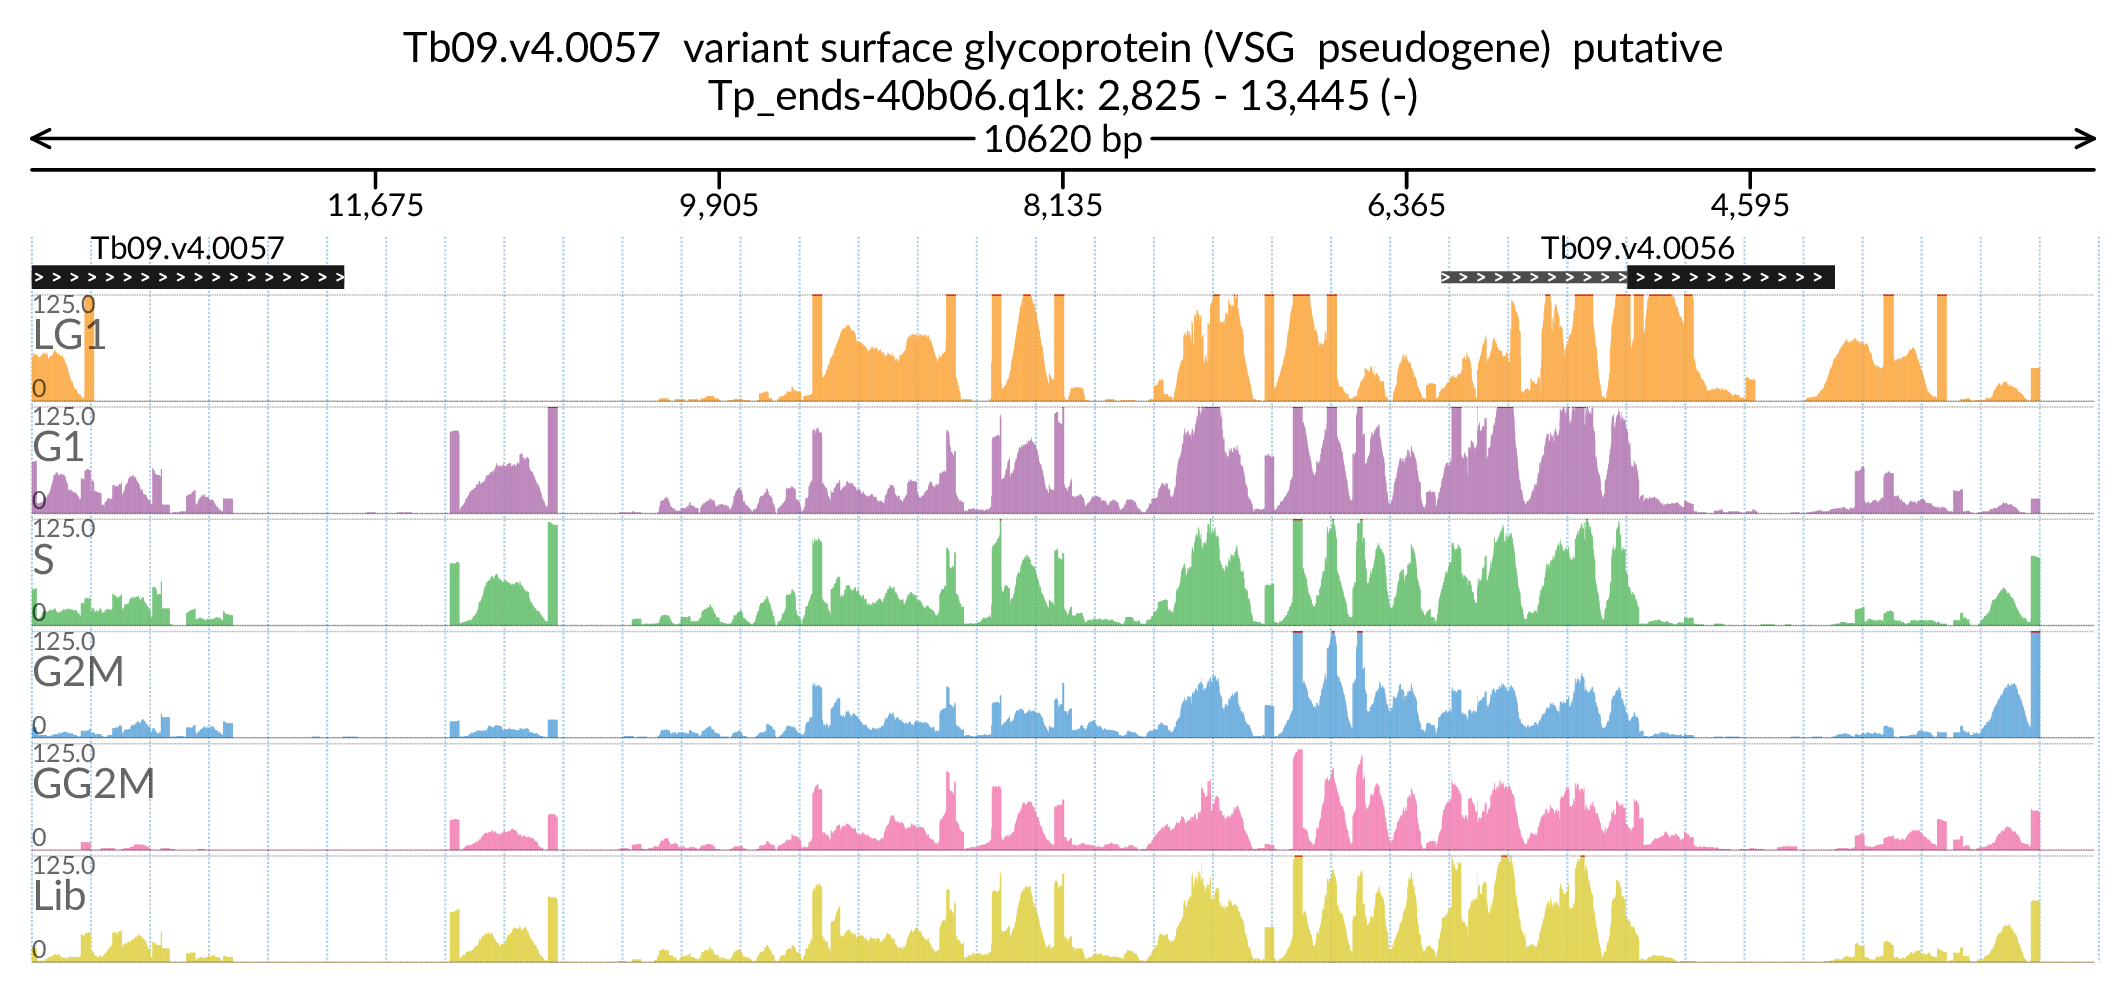 Tb09.v4.0057 variant surface glycoprotein (VSG pseudogene) putative
Tp_ends-40b06.q1k: 2,825 - 13,445 (-)
10620 bp
11,675 9,905 8,135 6,365 4,595
Tb09.v4.0057 Tb09.v4.0056
125.0
LG1
0
125.0
G1
0
125.0
S
0
125.0
G2M
0
125.0
GG2M
0
125.0
Lib
0